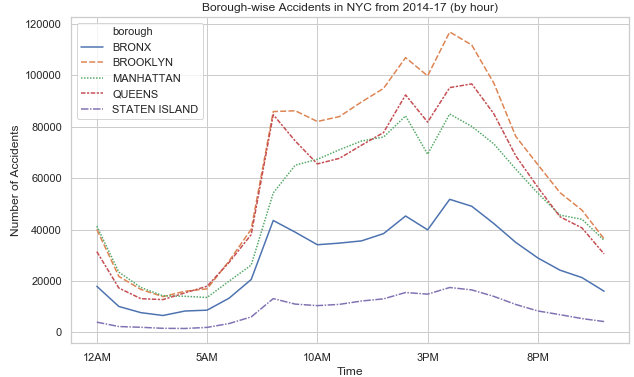 Borough-wise Accidents in NYC from 2014-17 (by hour)
borough
BRONX
BROOKLYN
MANHATTAN
QUEENS
STATEN ISLAND
Number of Accidents
120000
100000
80000
60000
40000
20000
0
12AM 5AM 10AM 3PM 8PM
Time